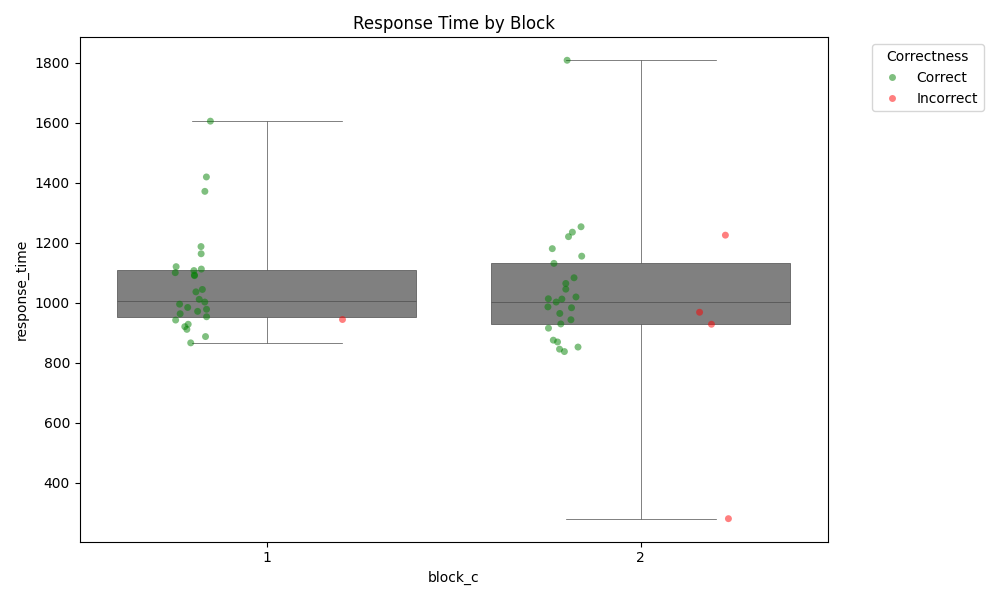 Response Time by Block
Correctness
Correct
Incorrect
1800
1600
1400
1200
1000
800
600
400
response_time
1
2
block_c